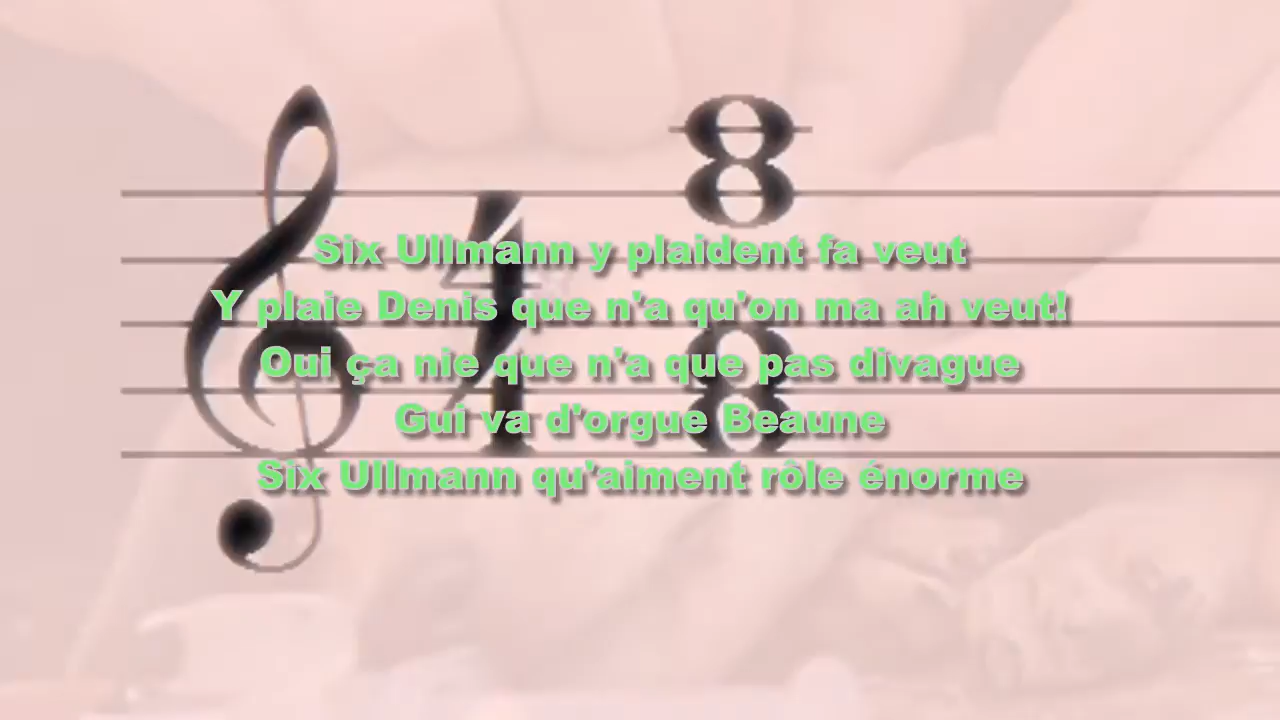 Six Ullmann y plaident fa veut
Y plaie Denis que n'a qu'on ma ah veut!
Oui ça nie que n'a que pas divague
Gui va d'orgue Beaune
Six Ullmann qu'aiment rôle énorme